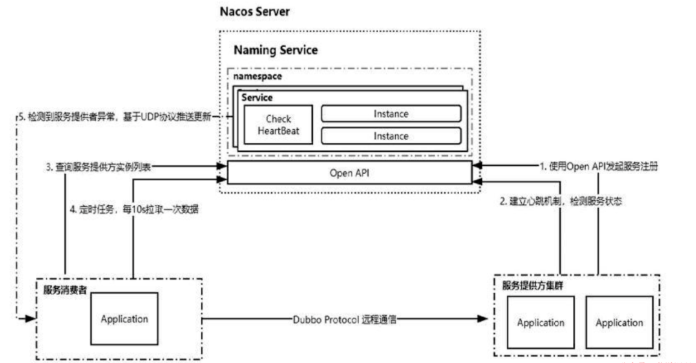 Nacos Server
Naming Service
namespace
Service
Check
HeartBeat
Instance
Instance
5. 检测到服务提供者异常，基于UDP协议推送更新
3. 查询服务提供方实例列表
Open API
1. 使用Open API发起服务注册
4. 定时任务，每10s拉取一次数据
2. 建立心跳机制，检测服务状态
服务消费者
Application
Dubbo Protocol 远程通信
服务提供方集群
Application
Application